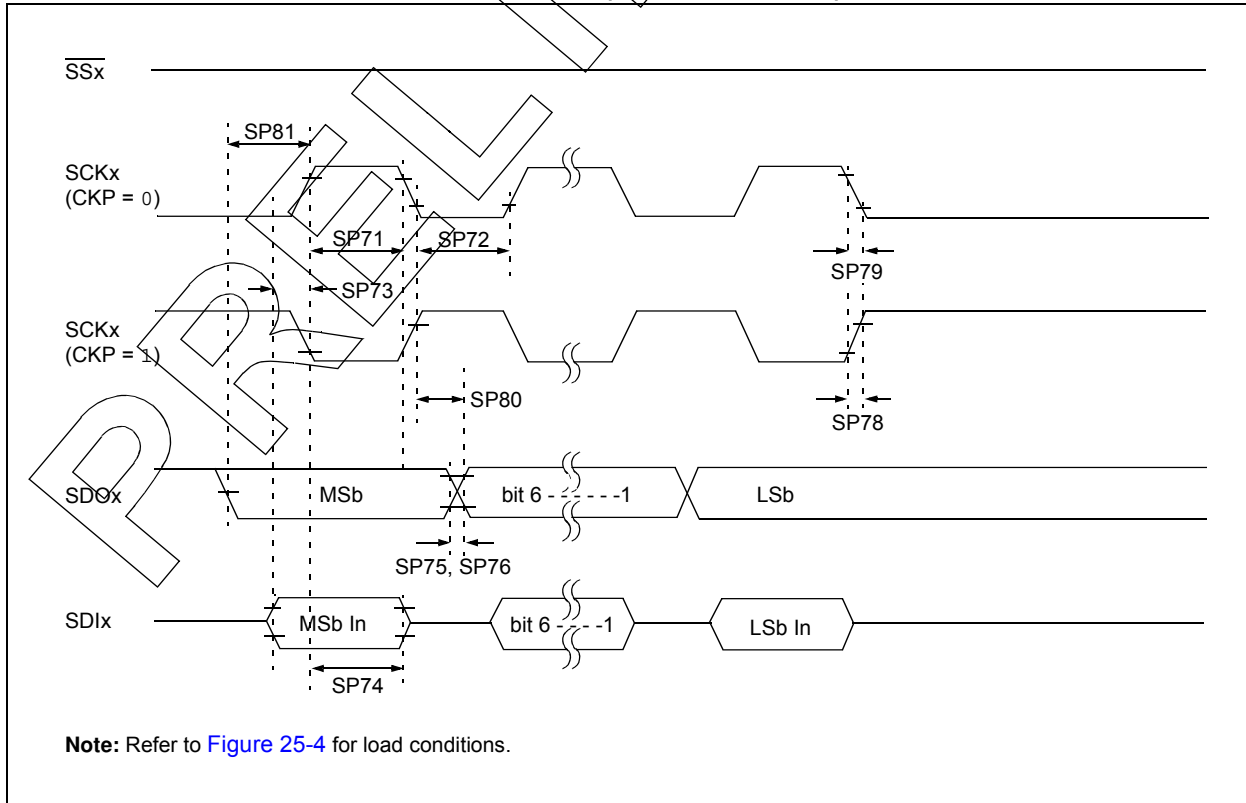 SSx
SP81
SCKx
(CKP = 0)
SP71
SP72
SP79
SP73
SCKx
(CKP = 1)
SP80
SP78
SDOx
MSb
bit 6 - - - - - -1
LSb
SP75, SP76
SDIx
MSb In
bit 6 - - - -1
LSb In
SP74
Note: Refer to Figure 25-4 for load conditions.
PREL